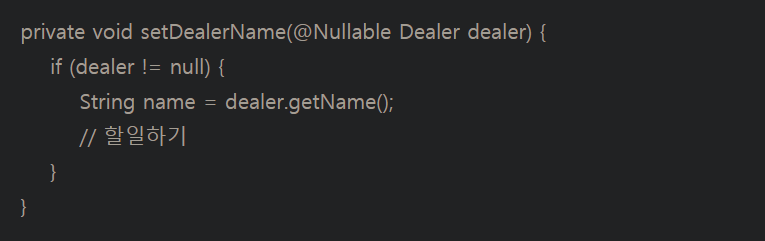 private void setDealerName(@Nullable Dealer dealer) {
if (dealer != null) {
String name = dealer.getName();
// 할일하기
}
}